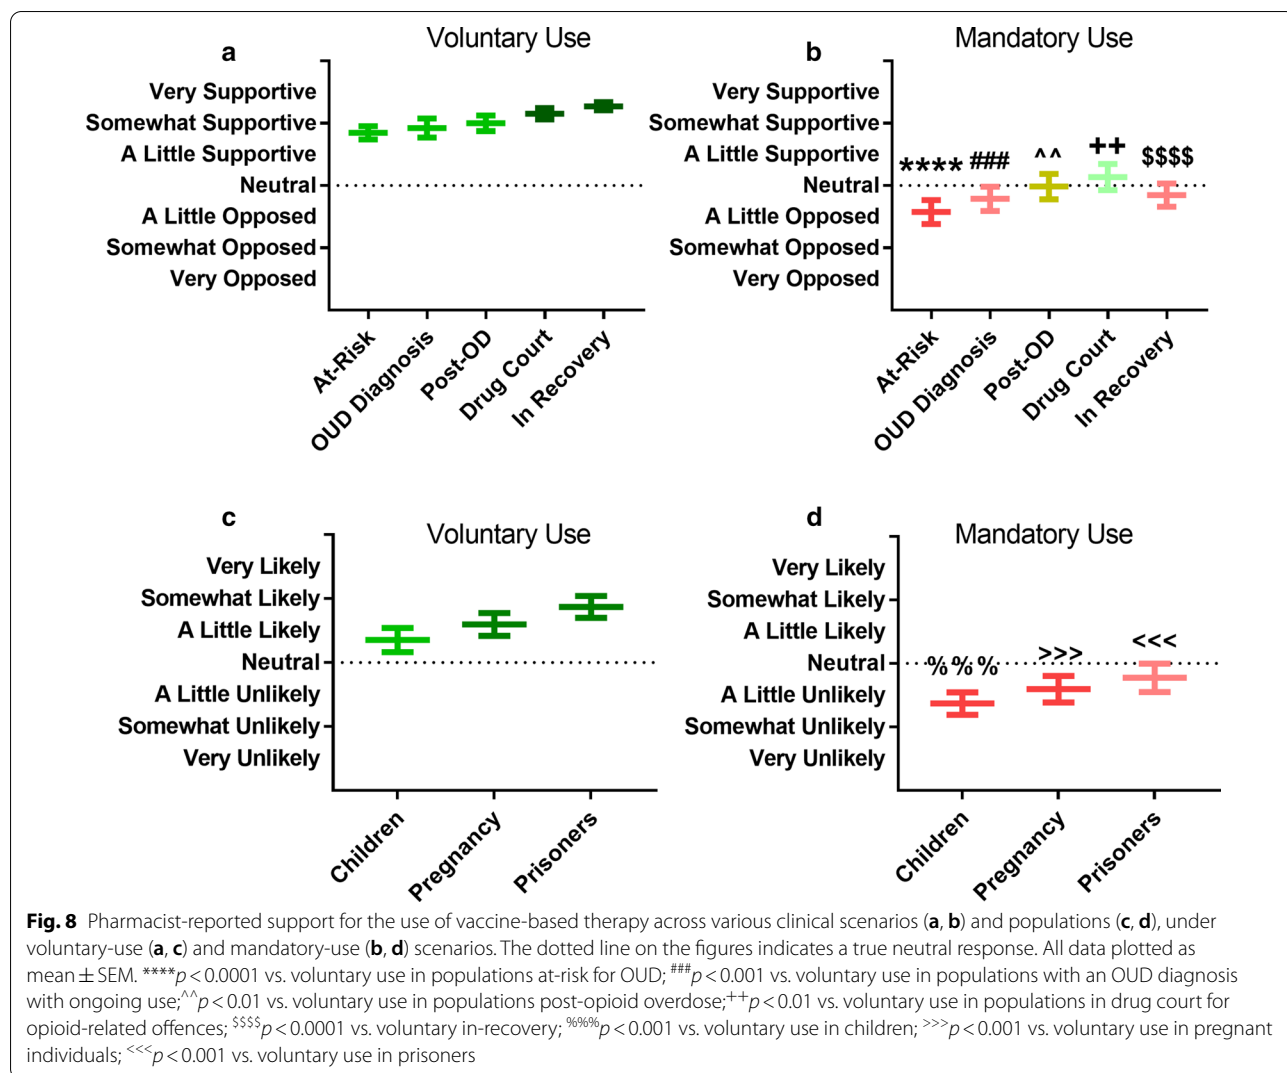 a
Voluntary Use
Very Supportive
Somewhat Supportive
A Little Supportive
Neutral
A Little Opposed
Somewhat Opposed
Very Opposed
At-Risk
OUD Diagnosis
Post-OD
Drug Court
In Recovery
b
Mandatory Use
Very Supportive
Somewhat Supportive
A Little Supportive
Neutral
A Little Opposed
Somewhat Opposed
Very Opposed
**** ### ^^ ++ $$$$
At-Risk
OUD Diagnosis
Post-OD
Drug Court
In Recovery
c
Voluntary Use
Very Likely
Somewhat Likely
A Little Likely
Neutral
A Little Unlikely
Somewhat Unlikely
Very Unlikely
Children
Pregnancy
Prisoners
d
Mandatory Use
Very Likely
Somewhat Likely
A Little Likely
Neutral
A Little Unlikely
Somewhat Unlikely
Very Unlikely
%%% >>> <<<
Children
Pregnancy
Prisoners
Fig. 8 Pharmacist-reported support for the use of vaccine-based therapy across various clinical scenarios (a, b) and populations (c, d), under
voluntary-use (a, c) and mandatory-use (b, d) scenarios. The dotted line on the figures indicates a true neutral response. All data plotted as
mean ± SEM. ****p < 0.0001 vs. voluntary use in populations at-risk for OUD; ###p < 0.001 vs. voluntary use in populations with an OUD diagnosis
with ongoing use;^^p < 0.01 vs. voluntary use in populations post-opioid overdose;++p < 0.01 vs. voluntary use in populations in drug court for
opioid-related offences; $$$$p < 0.0001 vs. voluntary in-recovery; %%%p < 0.001 vs. voluntary use in children; >>>p < 0.001 vs. voluntary use in pregnant
individuals; <<<p < 0.001 vs. voluntary use in prisoners